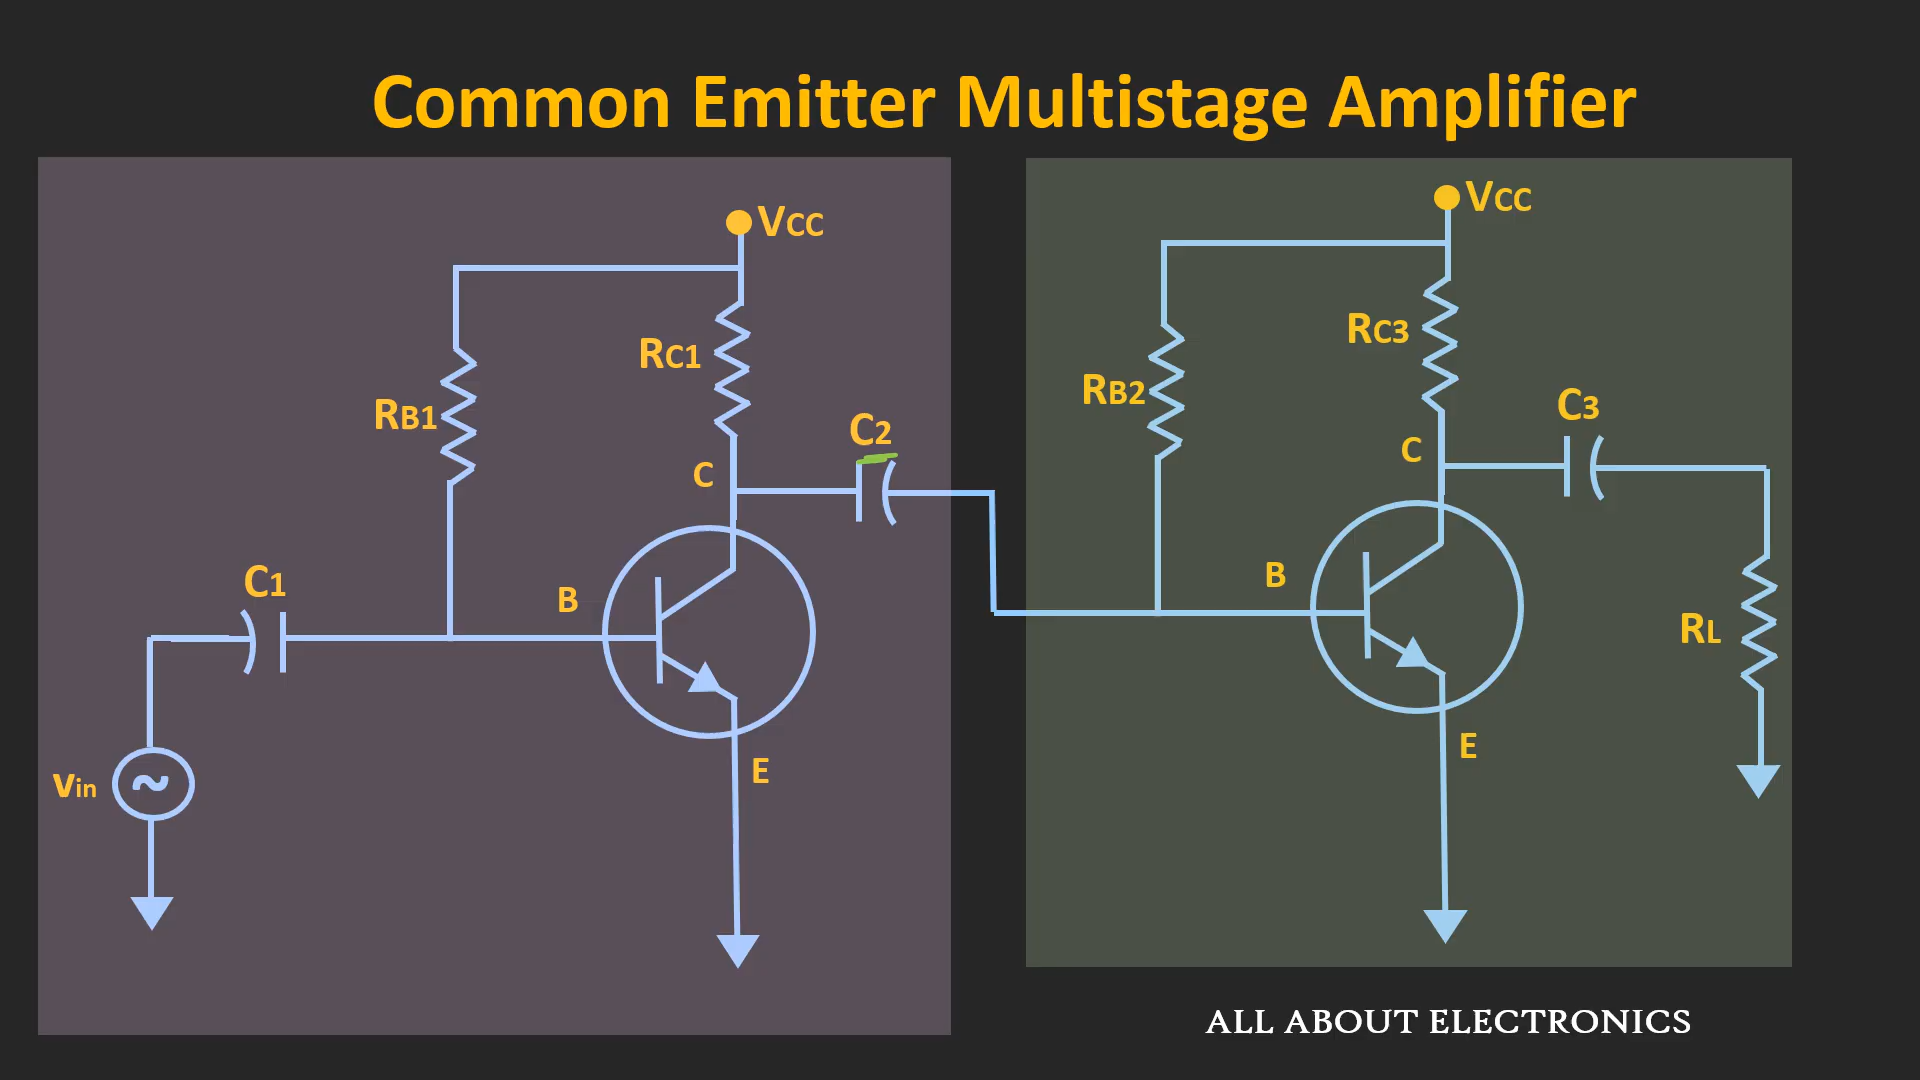 Common Emitter Multistage Amplifier
VCC
VCC
RC1
RC3
RB1
RB2
C2
C3
C
C
C1
B
B
RL
E
E
vin
ALL ABOUT ELECTRONICS